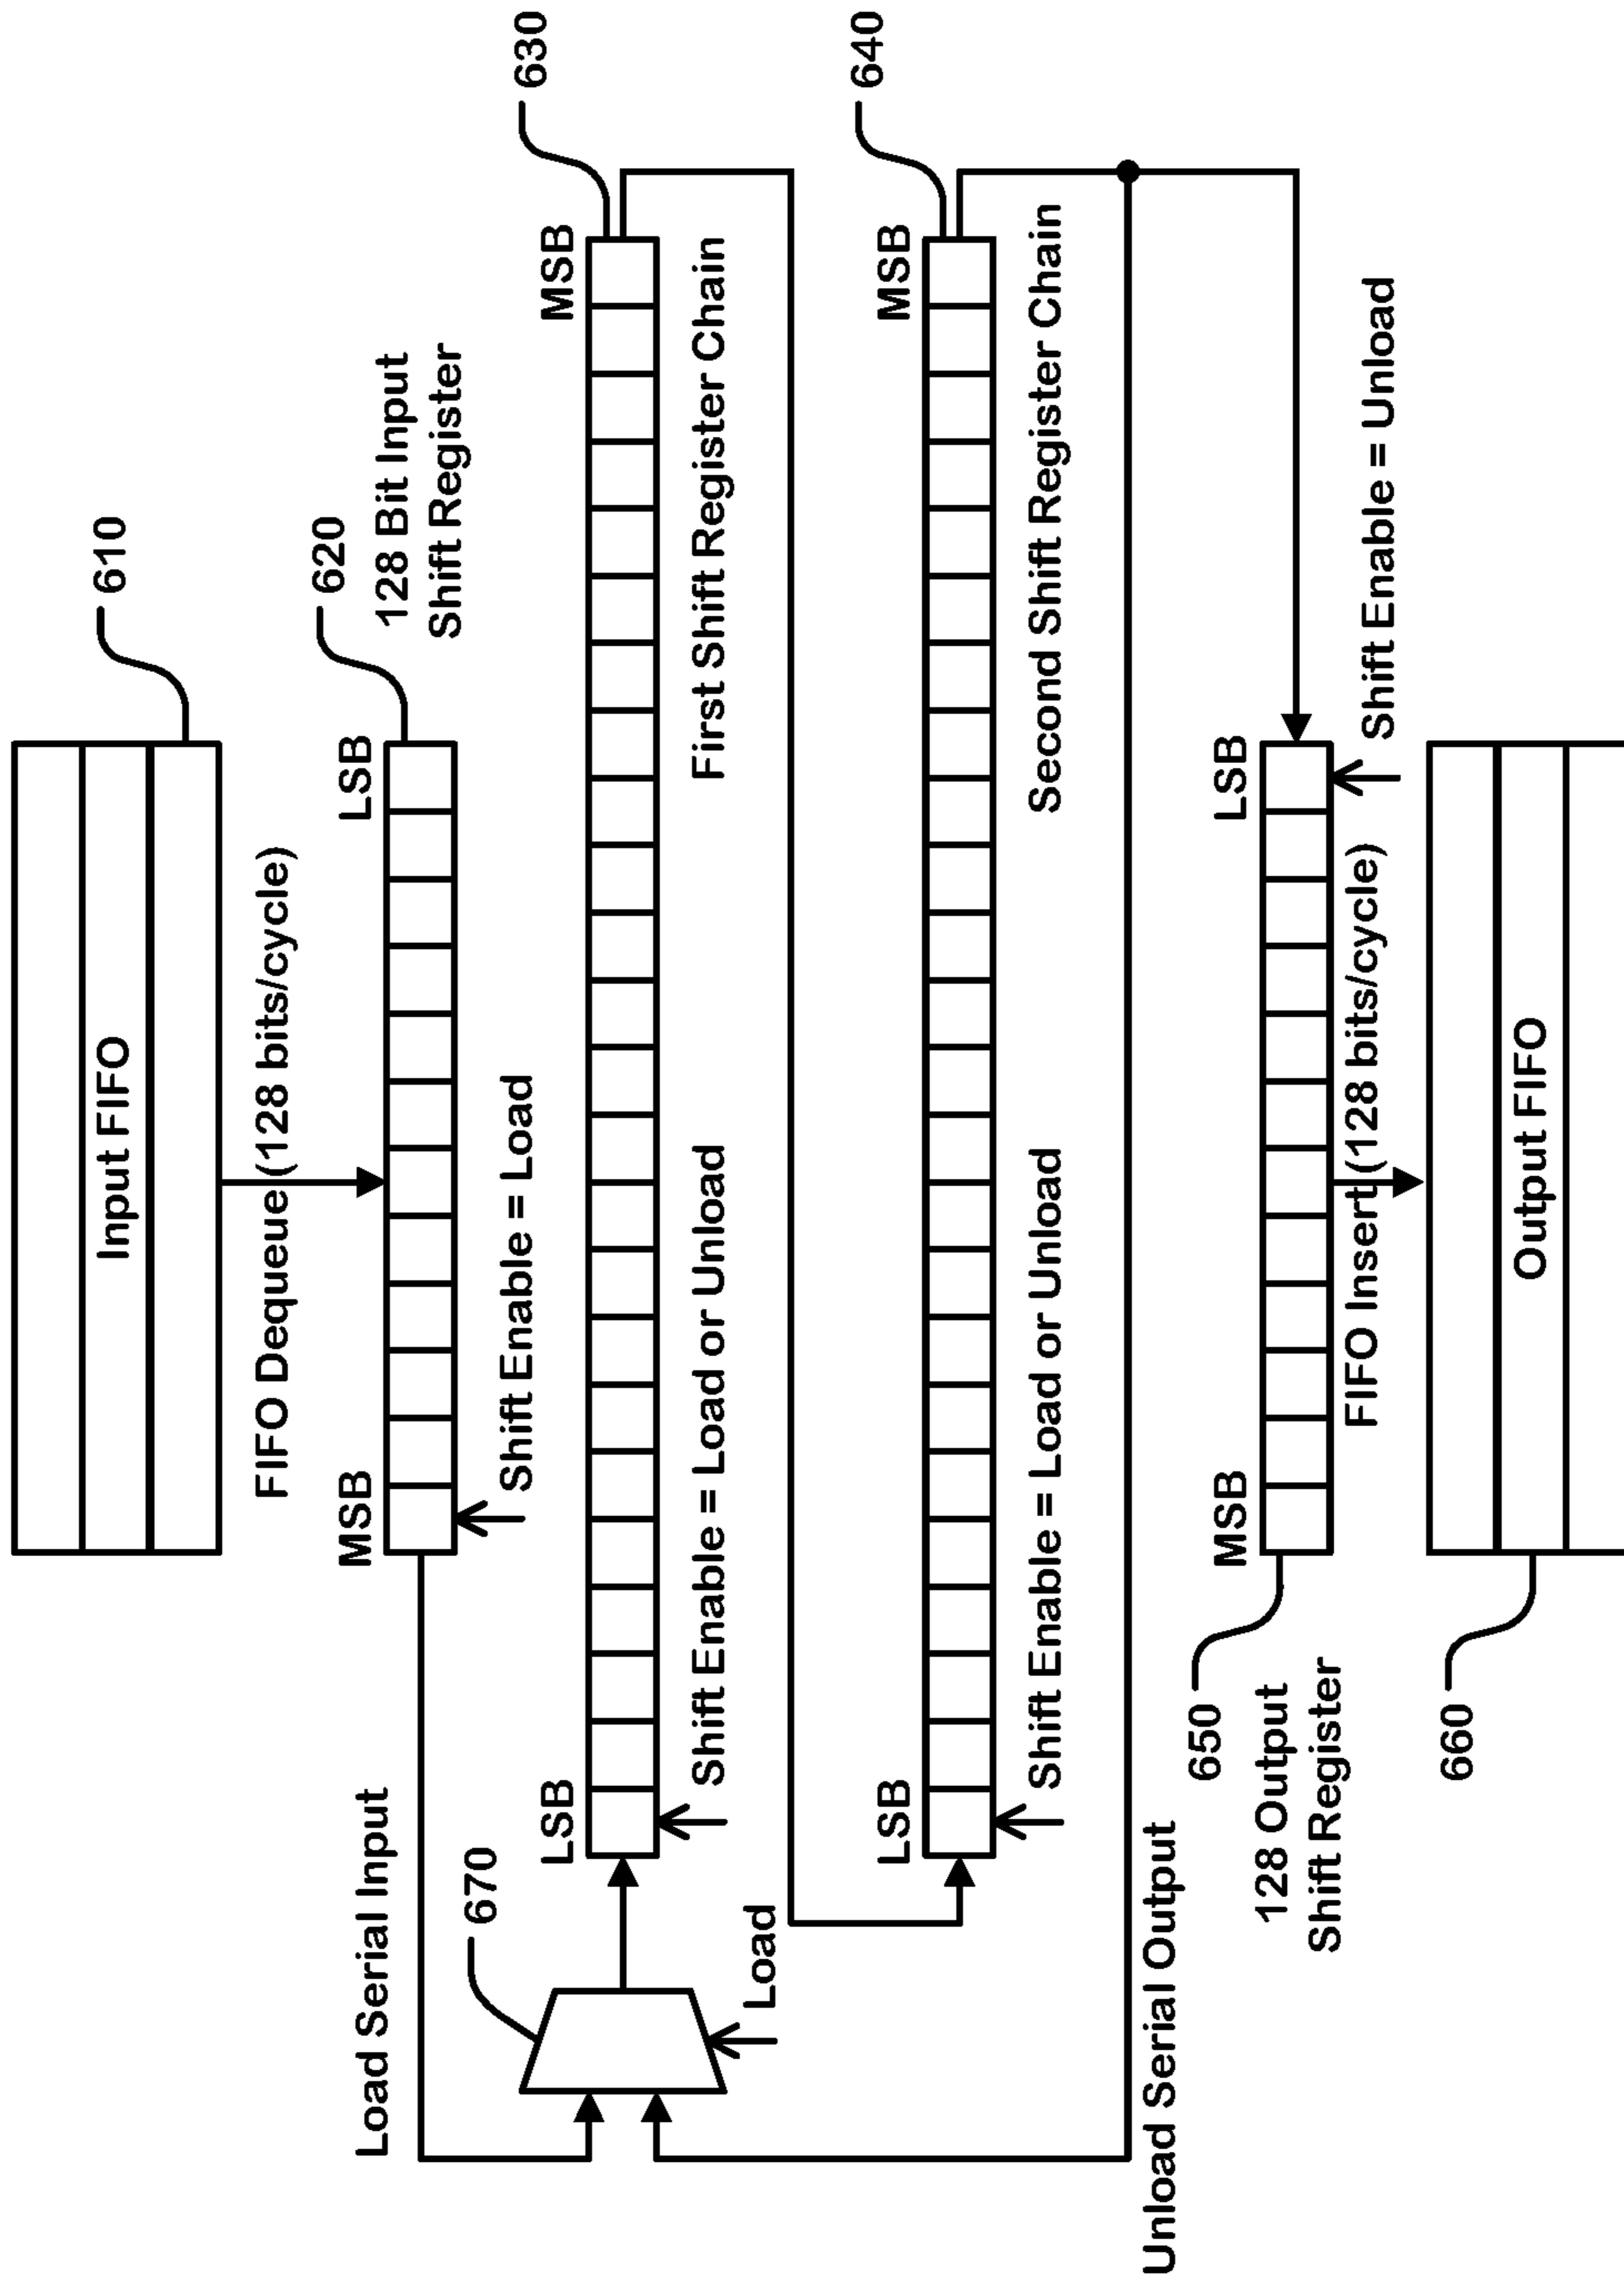 610
Input FIFO
FIFO Dequeue (128 bits/cycle)
620
128 Bit Input
Shift Register
MSB
LSB
Load Serial Input
Shift Enable = Load
670
630
LSB
MSB
Load
Shift Enable = Load or Unload
First Shift Register Chain
640
LSB
MSB
Shift Enable = Load or Unload
Second Shift Register Chain
Unload Serial Output
650
128 Output
Shift Register
MSB
LSB
FIFO Insert (128 bits/cycle)
Shift Enable = Unload
660
Output FIFO